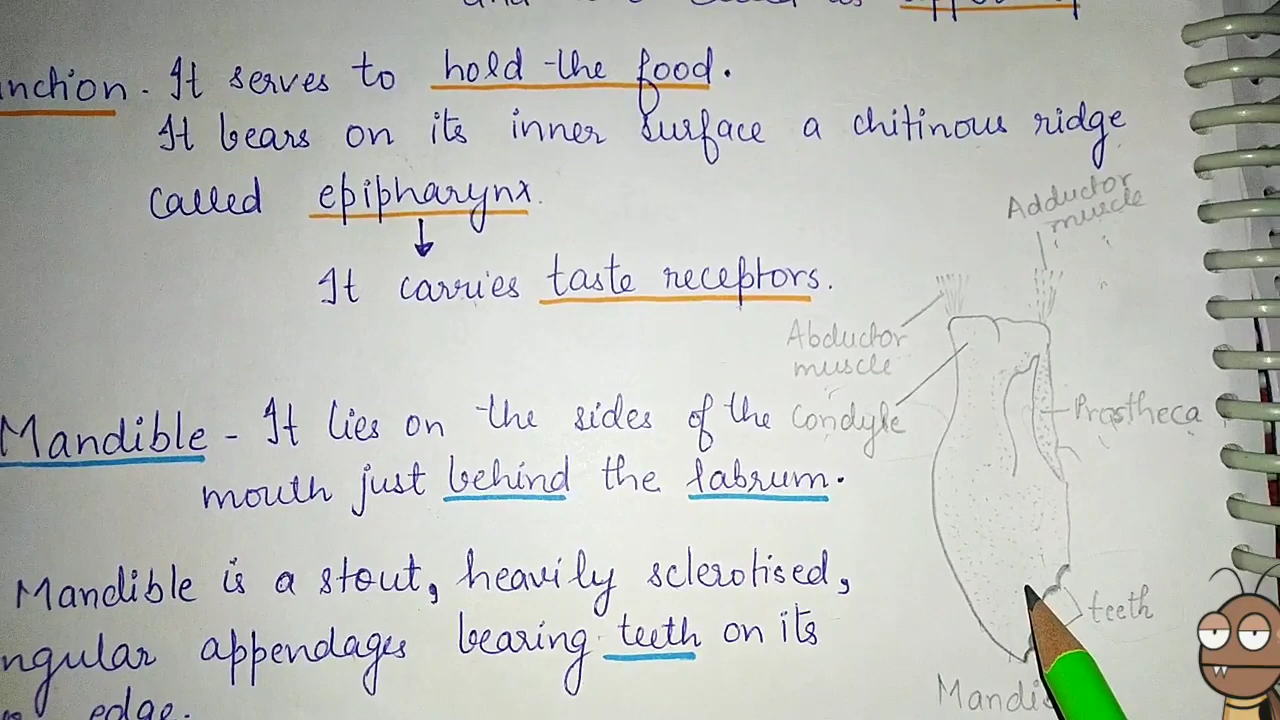 unction - It serves to hold the food.
It bears on its inner surface a chitinous ridge
called epipharynx.
It carries taste receptors.
Adductor
muscle
Abductor
muscle
Condyle
Prostheca
Mandible - It lies on the sides of the
mouth just behind the labrum.
Mandible is a stout, heavily sclerotised,
ngular appendages bearing teeth on its
edge.
teeth
Mandi